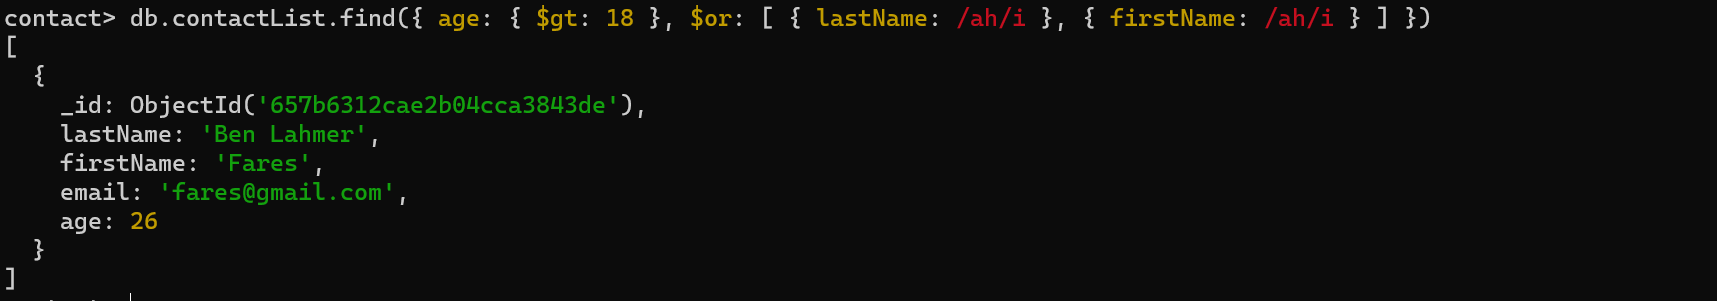 contact> db.contactList.find({ age: { $gt: 18 }, $or: [ { lastName: /ah/i }, { firstName: /ah/i } ] })
[
  {
    _id: ObjectId('657b6312cae2b04cca3843de'),
    lastName: 'Ben Lahmer',
    firstName: 'Fares',
    email: 'fares@gmail.com',
    age: 26
  }
]